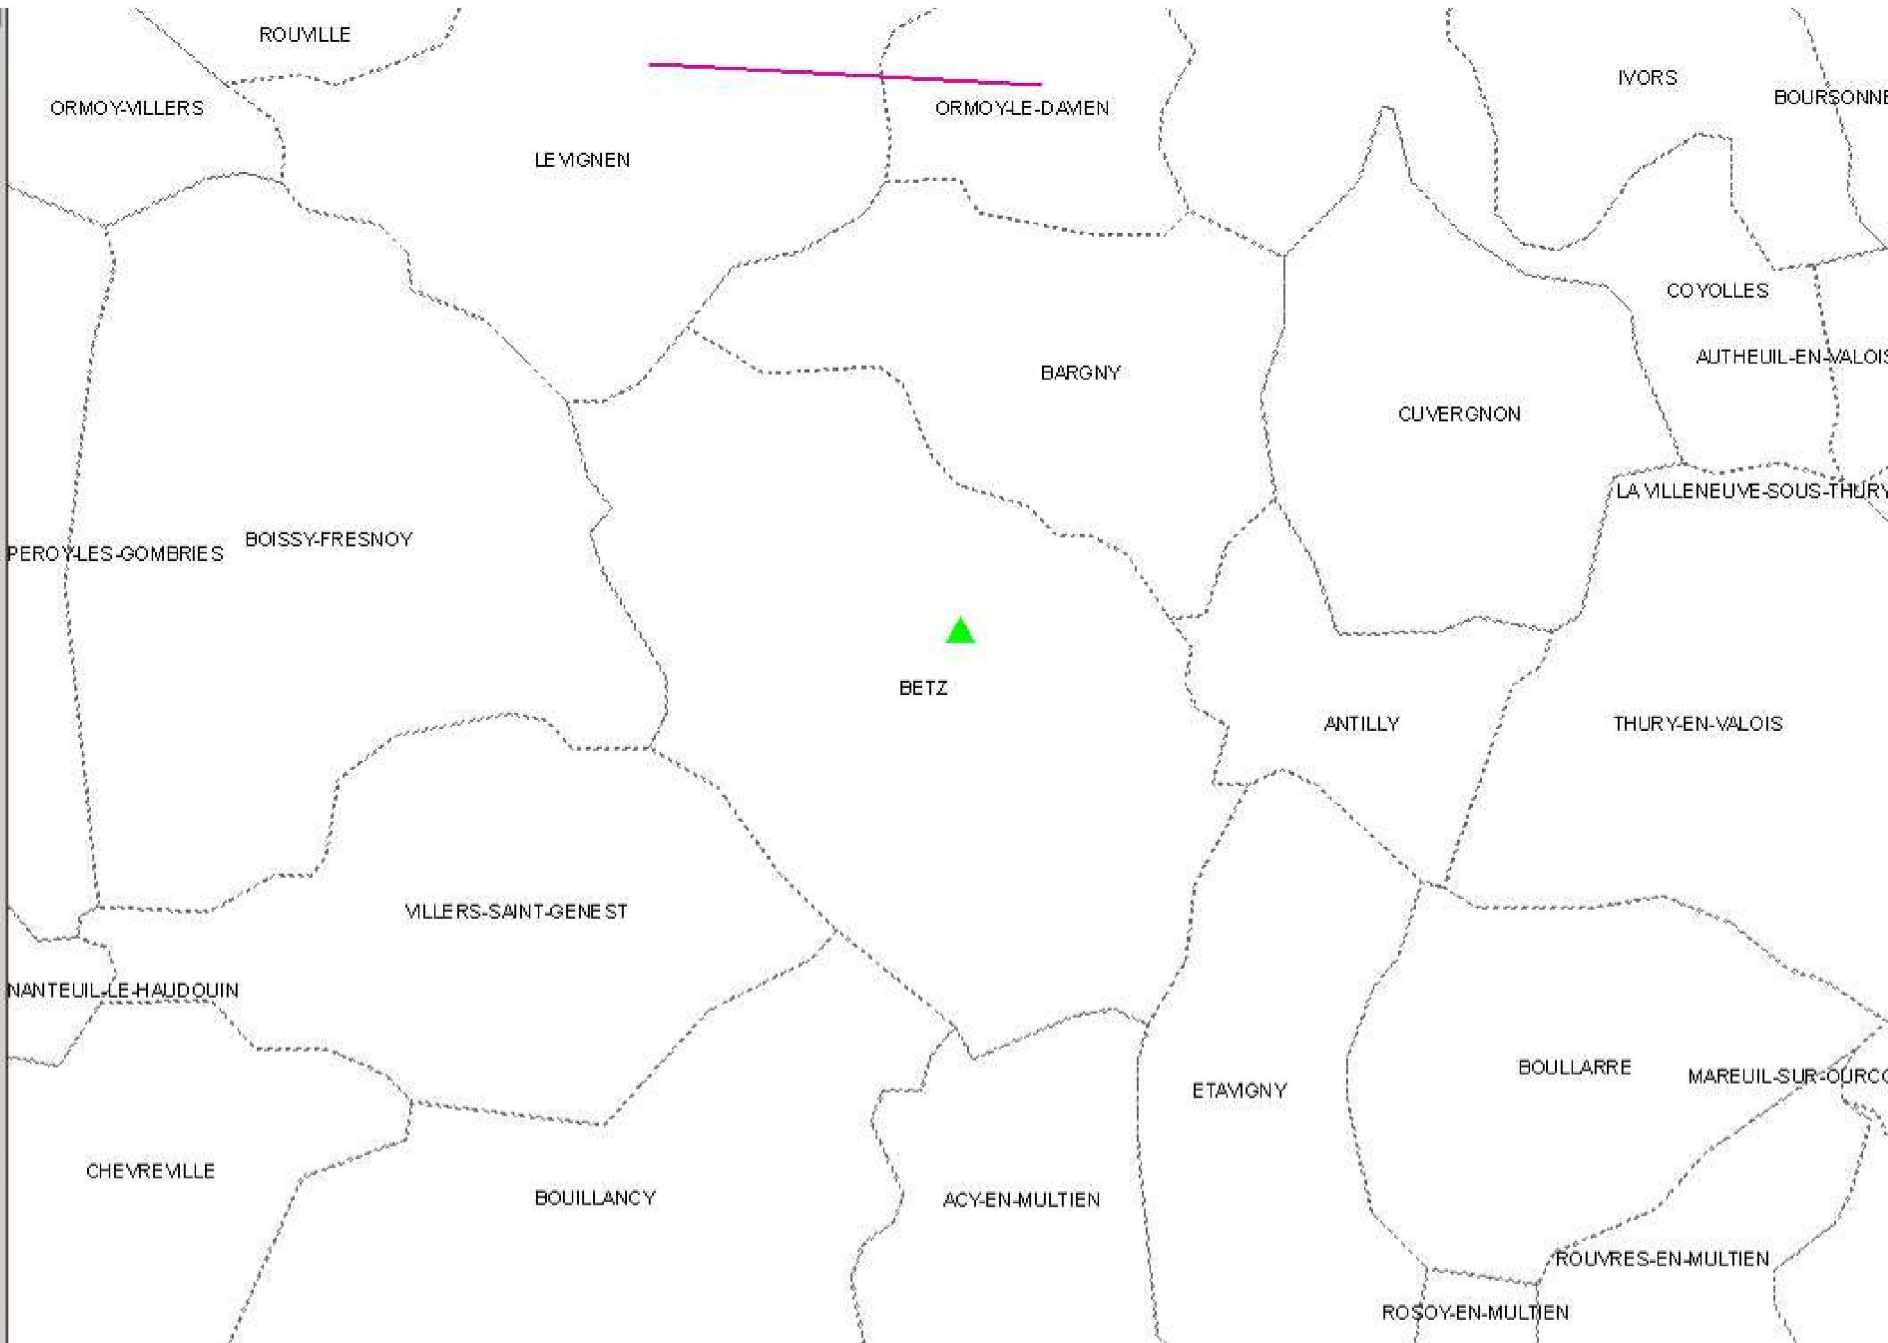 ROUVILLE
IVORS
BOURSONNE
ORMOY-VILLERS
ORMOY-LE-DAVIEN
LEVIGNEN
COYOLLES
AUTHEUIL-EN-VALOIS
BARGNY
CUVERGNON
LA VILLENEUVE-SOUS-THURY
BOISSY-FRESNOY
PEROY-LES-GOMBRIES
BETZ
ANTILLY
THURY-EN-VALOIS
VILLERS-SAINT-GENEST
NANTEUIL-LE-HAUDOUIN
BOULLARRE
MAREUIL-SUR-OURCQ
ETAVIGNY
CHEVREVILLE
BOUILLANCY
ACY-EN-MULTIEN
ROUVRES-EN-MULTIEN
ROSOY-EN-MULTIEN